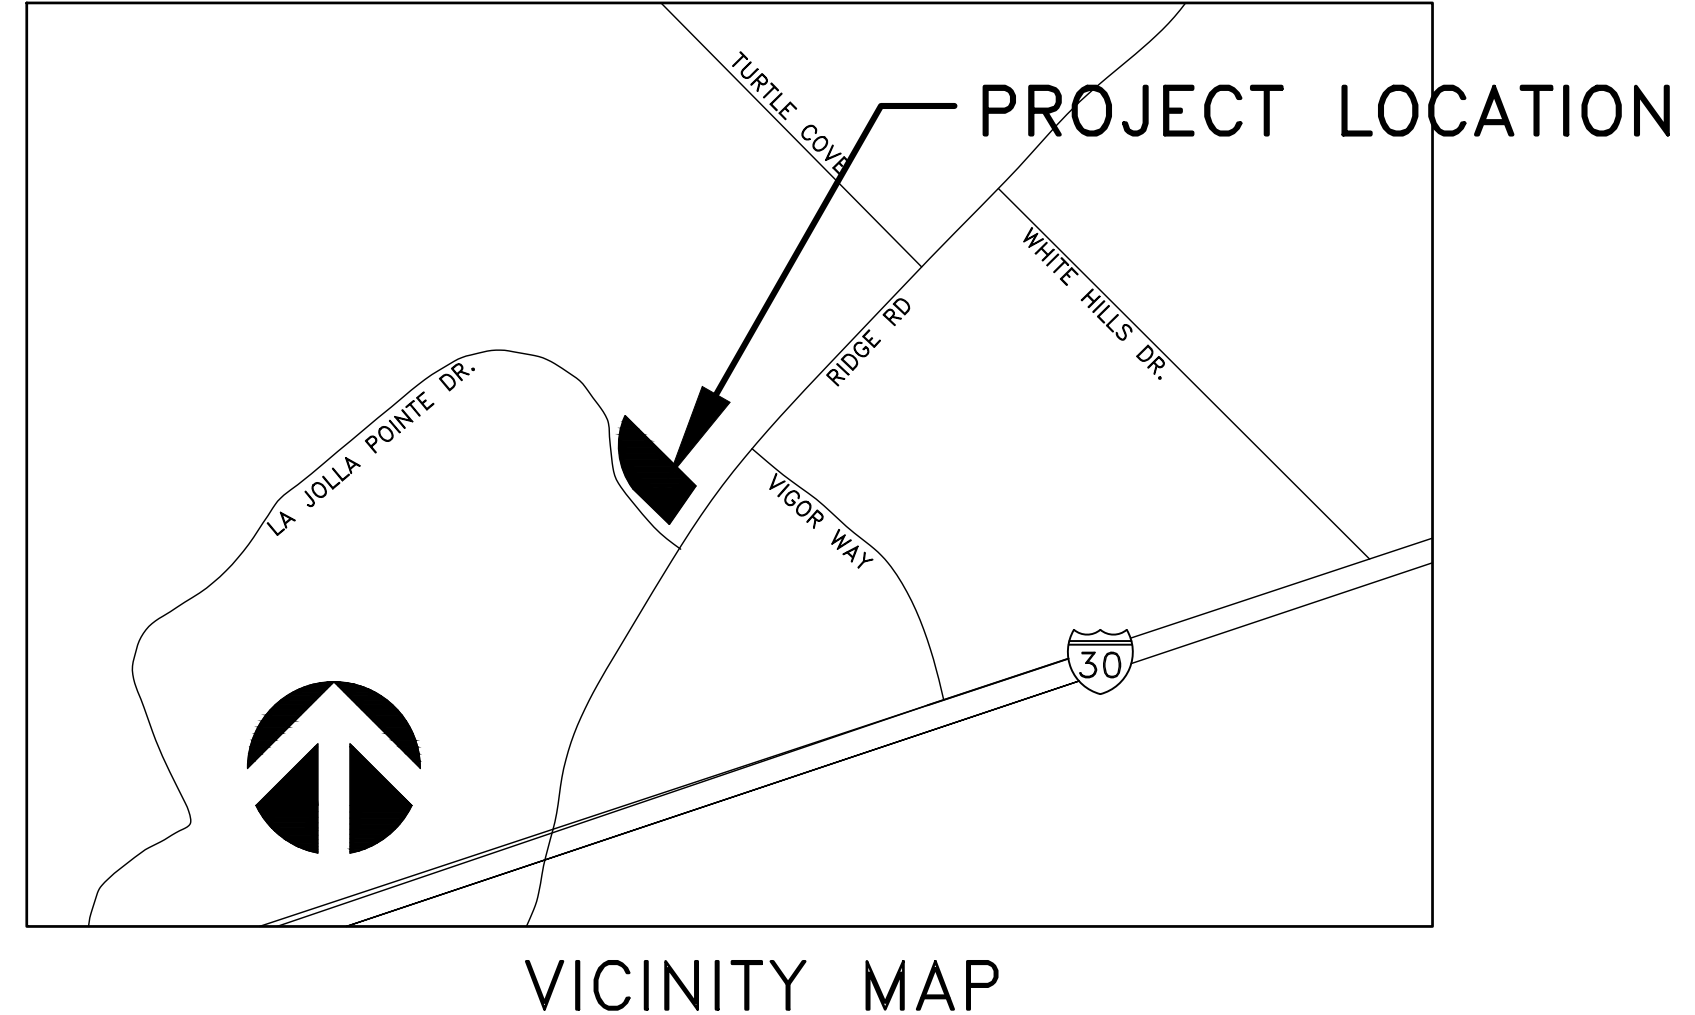 TURTLE COVE
PROJECT LOCATION
WHITE HILLS DR.
RIDGE RD
LA JOLLA POINTE DR.
VIGOR WAY
30
VICINITY MAP